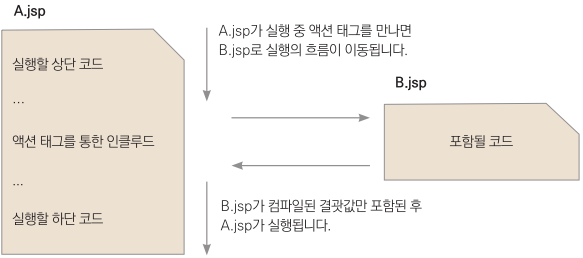 A.jsp
A.jsp가 실행 중 액션 태그를 만나면
B.jsp로 실행의 흐름이 이동됩니다.
실행할 상단 코드
...
B.jsp
액션 태그를 통한 인클루드
포함될 코드
...
B.jsp가 컴파일된 결괏값만 포함된 후
A.jsp가 실행됩니다.
실행할 하단 코드